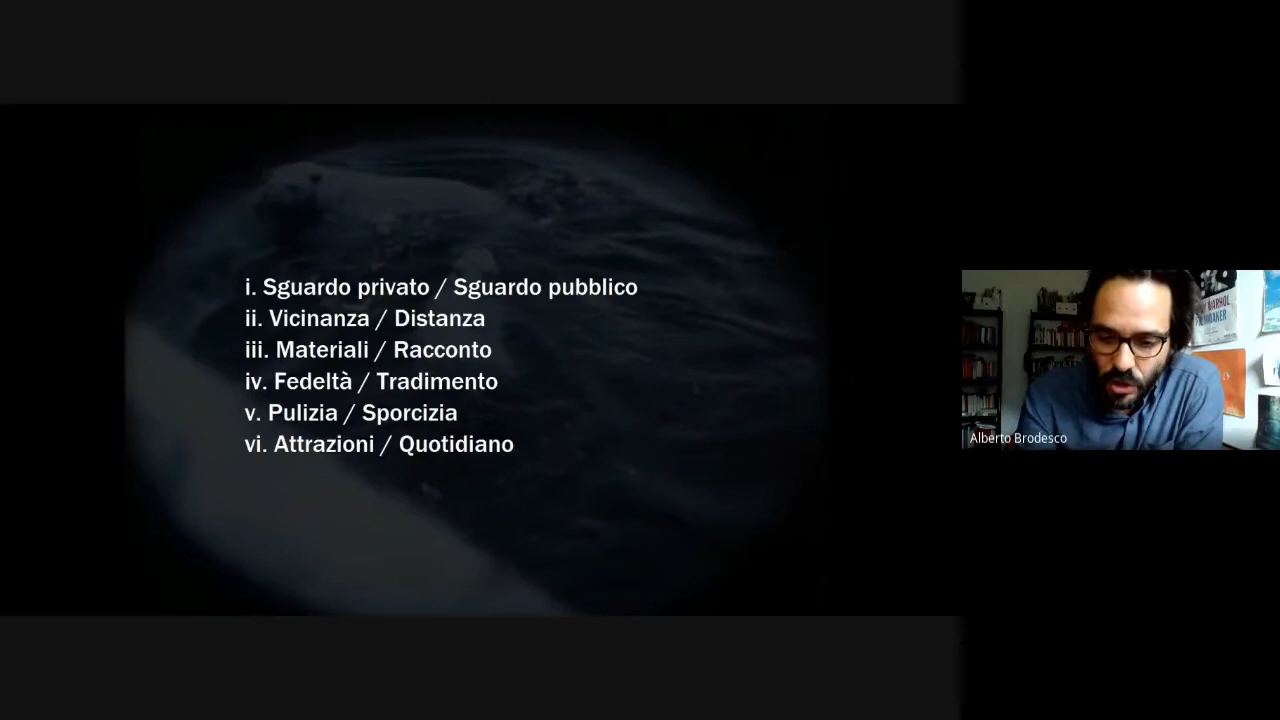 i. Sguardo privato / Sguardo pubblico
ii. Vicinanza / Distanza
iii. Materiali / Racconto
iv. Fedeltà / Tradimento
v. Pulizia / Sporcizia
vi. Attrazioni / Quotidiano
WARHOL
Alberto Brodesco